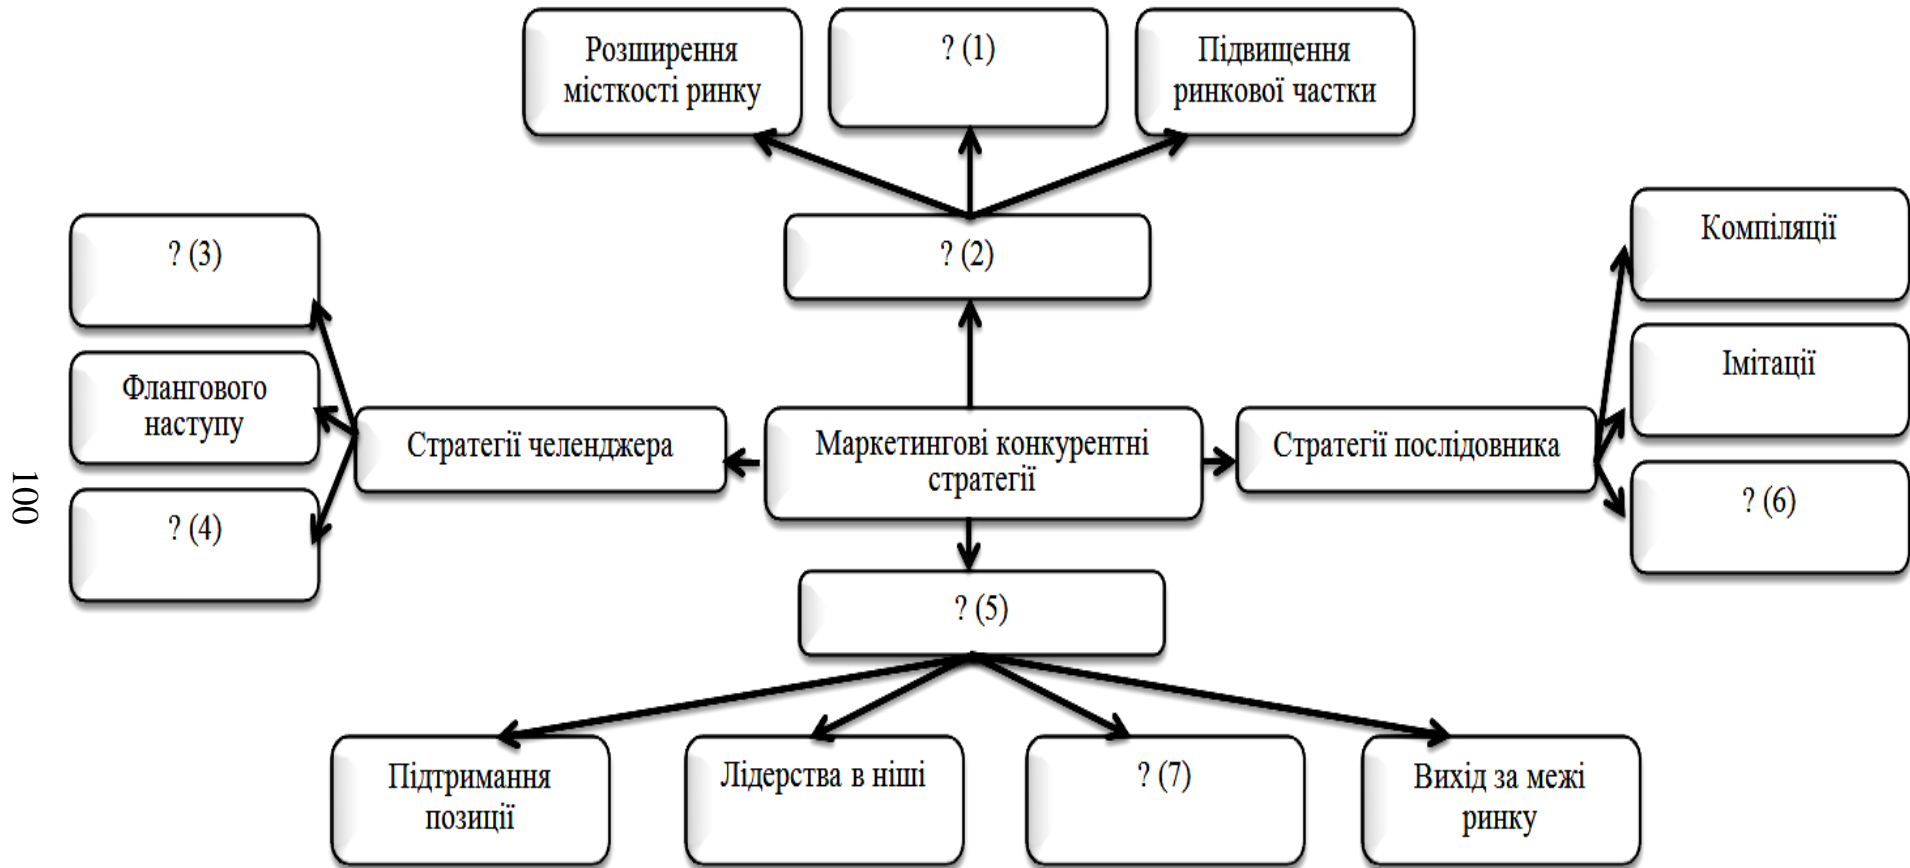 Розширення
місткості ринку
? (1)
Підвищення
ринкової частки
? (2)
? (3)
Флангового
наступу
? (4)
Стратегії челенджера
Маркетингові конкурентні
стратегії
Стратегії послідовника
Компіляції
Імітації
? (6)
100
? (5)
Підтримання
позиції
Лідерства в ніші
? (7)
Вихід за межі
ринку